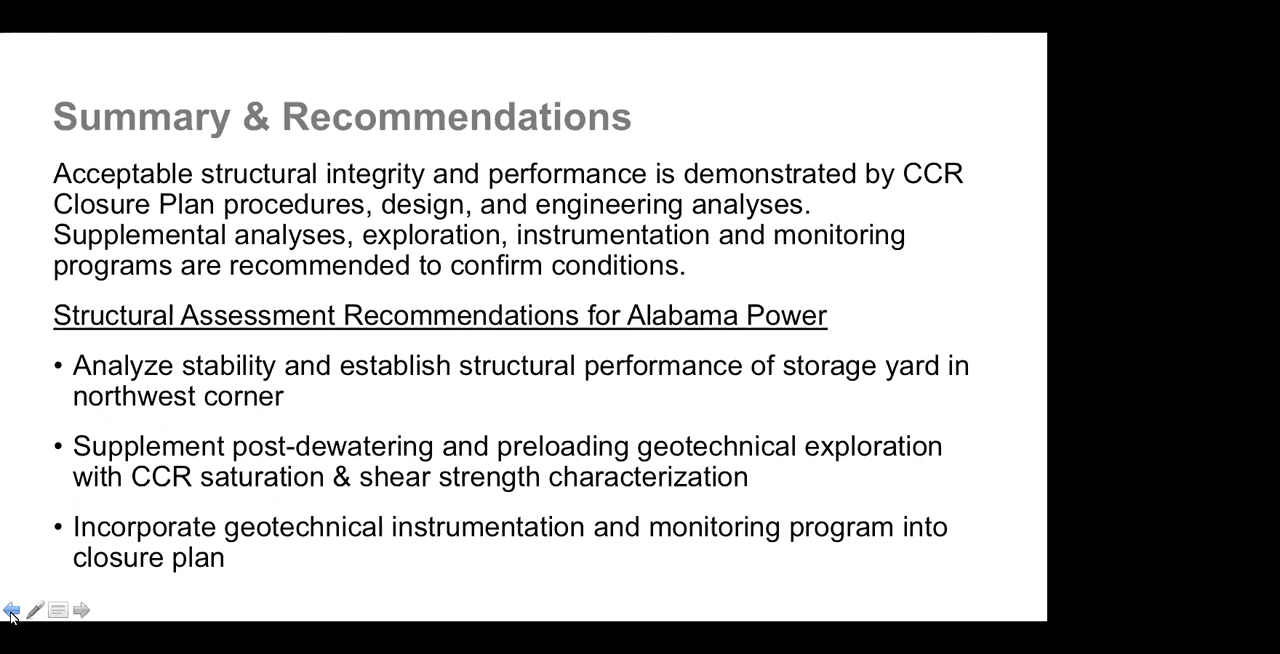 Summary & Recommendations
Acceptable structural integrity and performance is demonstrated by CCR
Closure Plan procedures, design, and engineering analyses.
Supplemental analyses, exploration, instrumentation and monitoring
programs are recommended to confirm conditions.
Structural Assessment Recommendations for Alabama Power
• Analyze stability and establish structural performance of storage yard in
northwest corner
• Supplement post-dewatering and preloading geotechnical exploration
with CCR saturation & shear strength characterization
• Incorporate geotechnical instrumentation and monitoring program into
closure plan